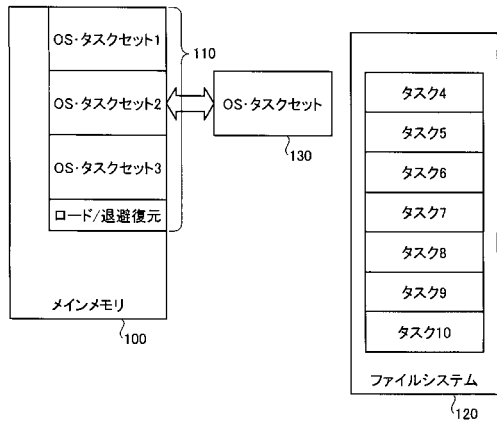 OS・タスクセット1
OS・タスクセット2
OS・タスクセット3
ロード/退避復元
メインメモリ
100
110
OS・タスクセット
130
タスク4
タスク5
タスク6
タスク7
タスク8
タスク9
タスク10
ファイルシステム
120